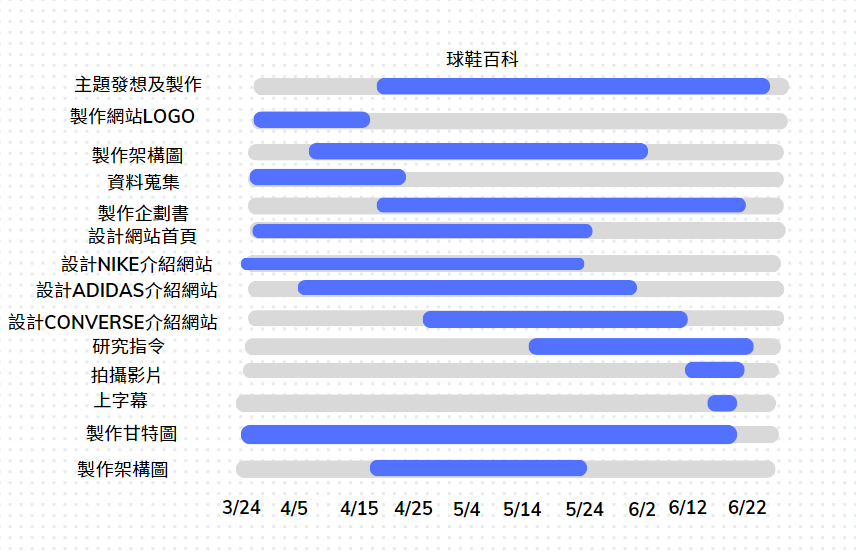 球鞋百科
主題發想及製作
製作網站LOGO
製作架構圖
資料蒐集
製作企劃書
設計網站首頁
設計NIKE介紹網站
設計ADIDAS介紹網站
設計CONVERSE介紹網站
研究指令
拍攝影片
上字幕
製作甘特圖
製作架構圖
3/24 4/5 4/15 4/25 5/4 5/14 5/24 6/2 6/12 6/22